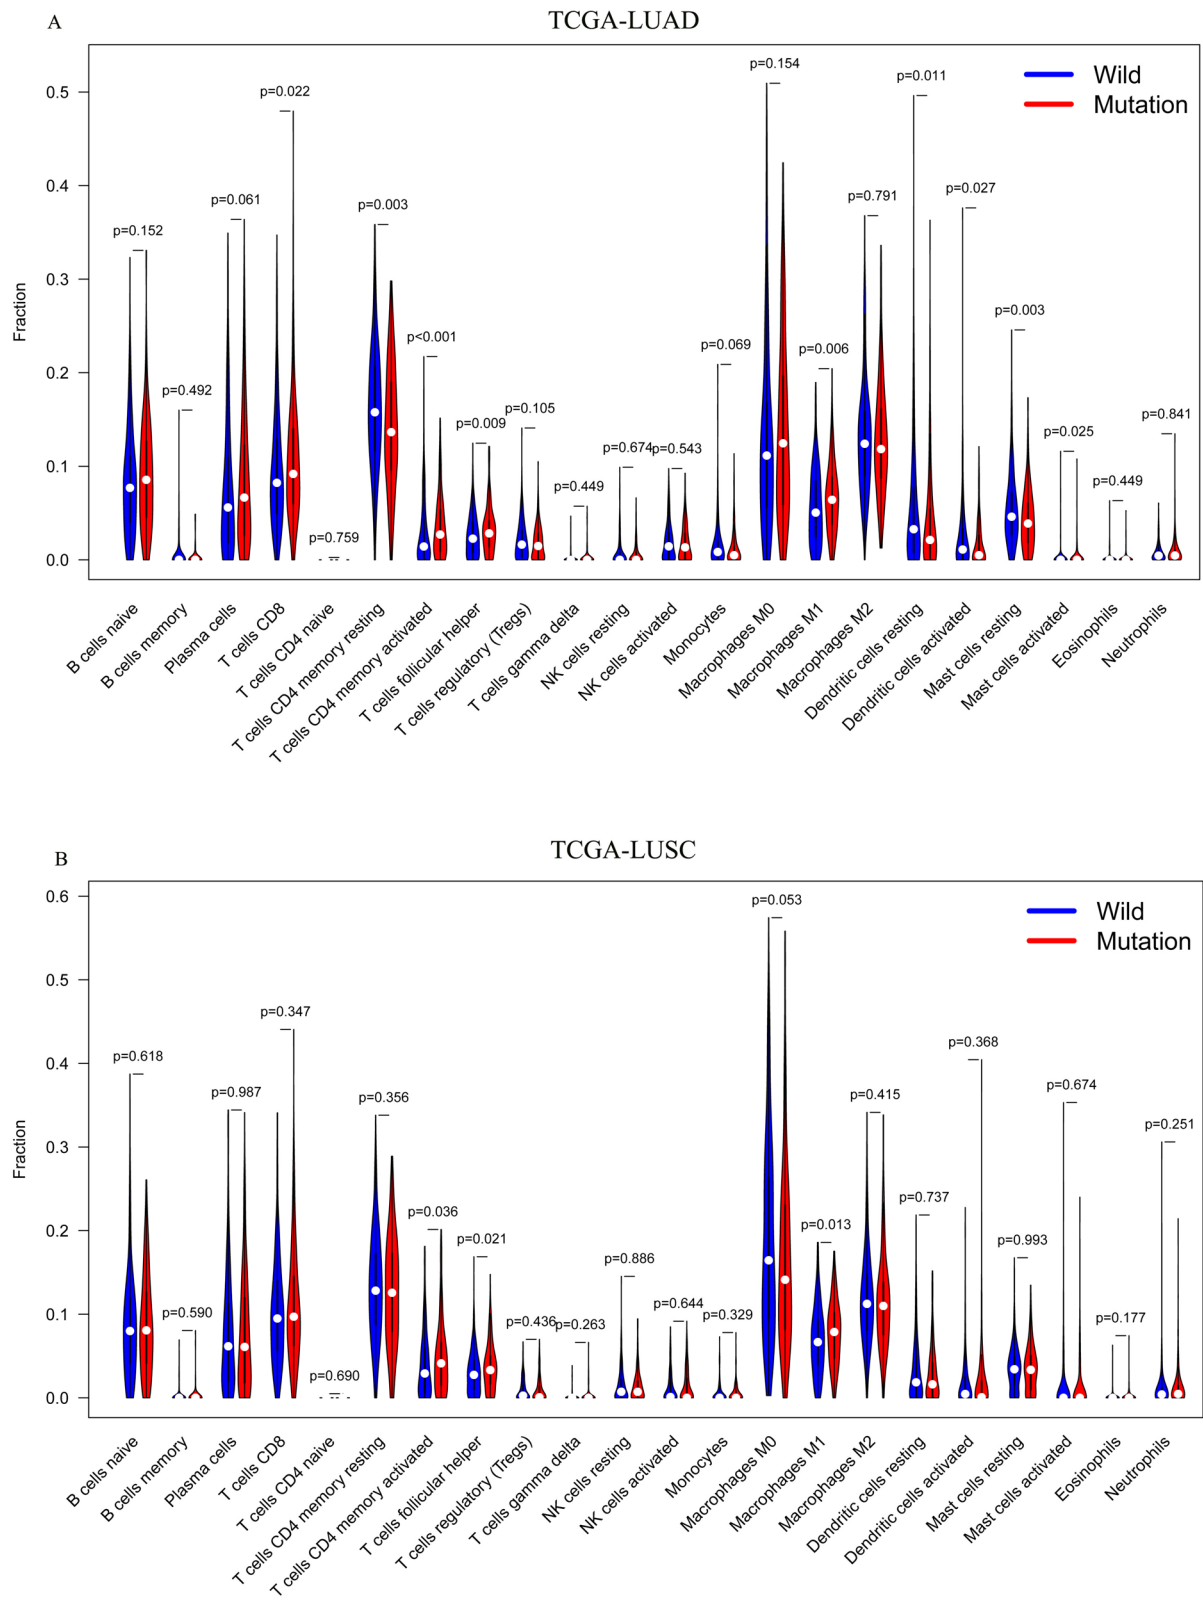 A
TCGA-LUAD
Wild
Mutation
Fraction
0.5
0.4
0.3
0.2
0.1
0.0
p=0.152
p=0.492
p=0.061
p=0.022
p=0.759
p=0.003
p<0.001
p=0.009
p=0.105
p=0.449
p=0.674
p=0.543
p=0.069
p=0.154
p=0.006
p=0.791
p=0.011
p=0.027
p=0.003
p=0.025
p=0.449
p=0.841
B cells naive
B cells memory
Plasma cells
T cells CD8
T cells CD4 naive
T cells CD4 memory resting
T cells CD4 memory activated
T cells follicular helper
T cells regulatory (Tregs)
T cells gamma delta
NK cells resting
NK cells activated
Monocytes
Macrophages M0
Macrophages M1
Macrophages M2
Dendritic cells resting
Dendritic cells activated
Mast cells resting
Mast cells activated
Eosinophils
Neutrophils
B
TCGA-LUSC
Wild
Mutation
Fraction
0.6
0.5
0.4
0.3
0.2
0.1
0.0
p=0.618
p=0.590
p=0.987
p=0.347
p=0.690
p=0.356
p=0.036
p=0.021
p=0.436
p=0.263
p=0.886
p=0.644
p=0.329
p=0.053
p=0.013
p=0.415
p=0.737
p=0.368
p=0.993
p=0.674
p=0.177
p=0.251
B cells naive
B cells memory
Plasma cells
T cells CD8
T cells CD4 naive
T cells CD4 memory resting
T cells CD4 memory activated
T cells follicular helper
T cells regulatory (Tregs)
T cells gamma delta
NK cells resting
NK cells activated
Monocytes
Macrophages M0
Macrophages M1
Macrophages M2
Dendritic cells resting
Dendritic cells activated
Mast cells resting
Mast cells activated
Eosinophils
Neutrophils